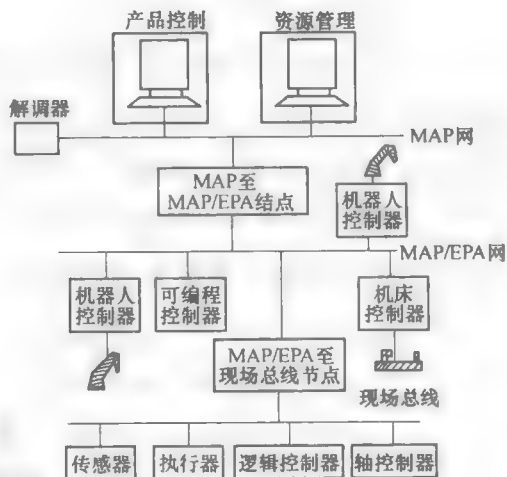 产品控制
资源管理
解调器
MAP网
MAP至
MAP/EPA结点
机器人
控制器
MAP/EPA网
机器人
控制器
可编程
控制器
机床
控制器
MAP/EPA至
现场总线节点
现场总线
传感器
执行器
逻辑控制器
轴控制器